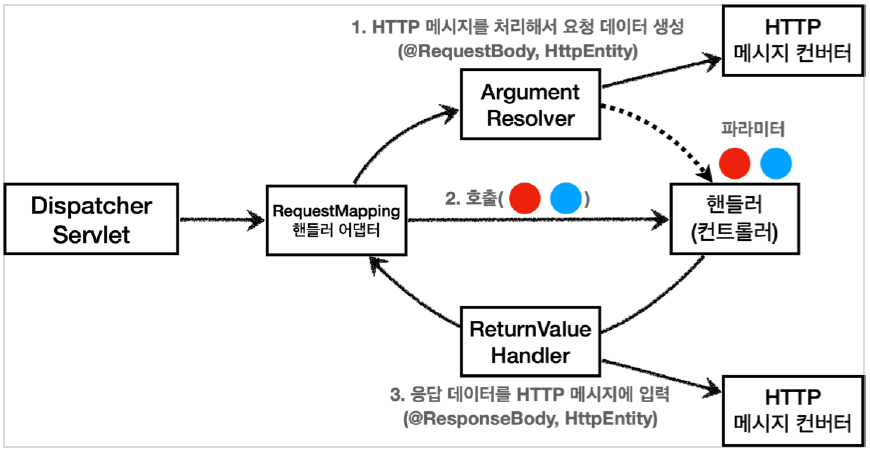 1. HTTP 메시지를 처리해서 요청 데이터 생성
(@RequestBody, HttpEntity)
HTTP
메시지 컨버터
Argument
Resolver
파라미터
Dispatcher
Servlet
RequestMapping
핸들러 어댑터
2. 호출( )
핸들러
(컨트롤러)
ReturnValue
Handler
3. 응답 데이터를 HTTP 메시지에 입력
(@ResponseBody, HttpEntity)
HTTP
메시지 컨버터